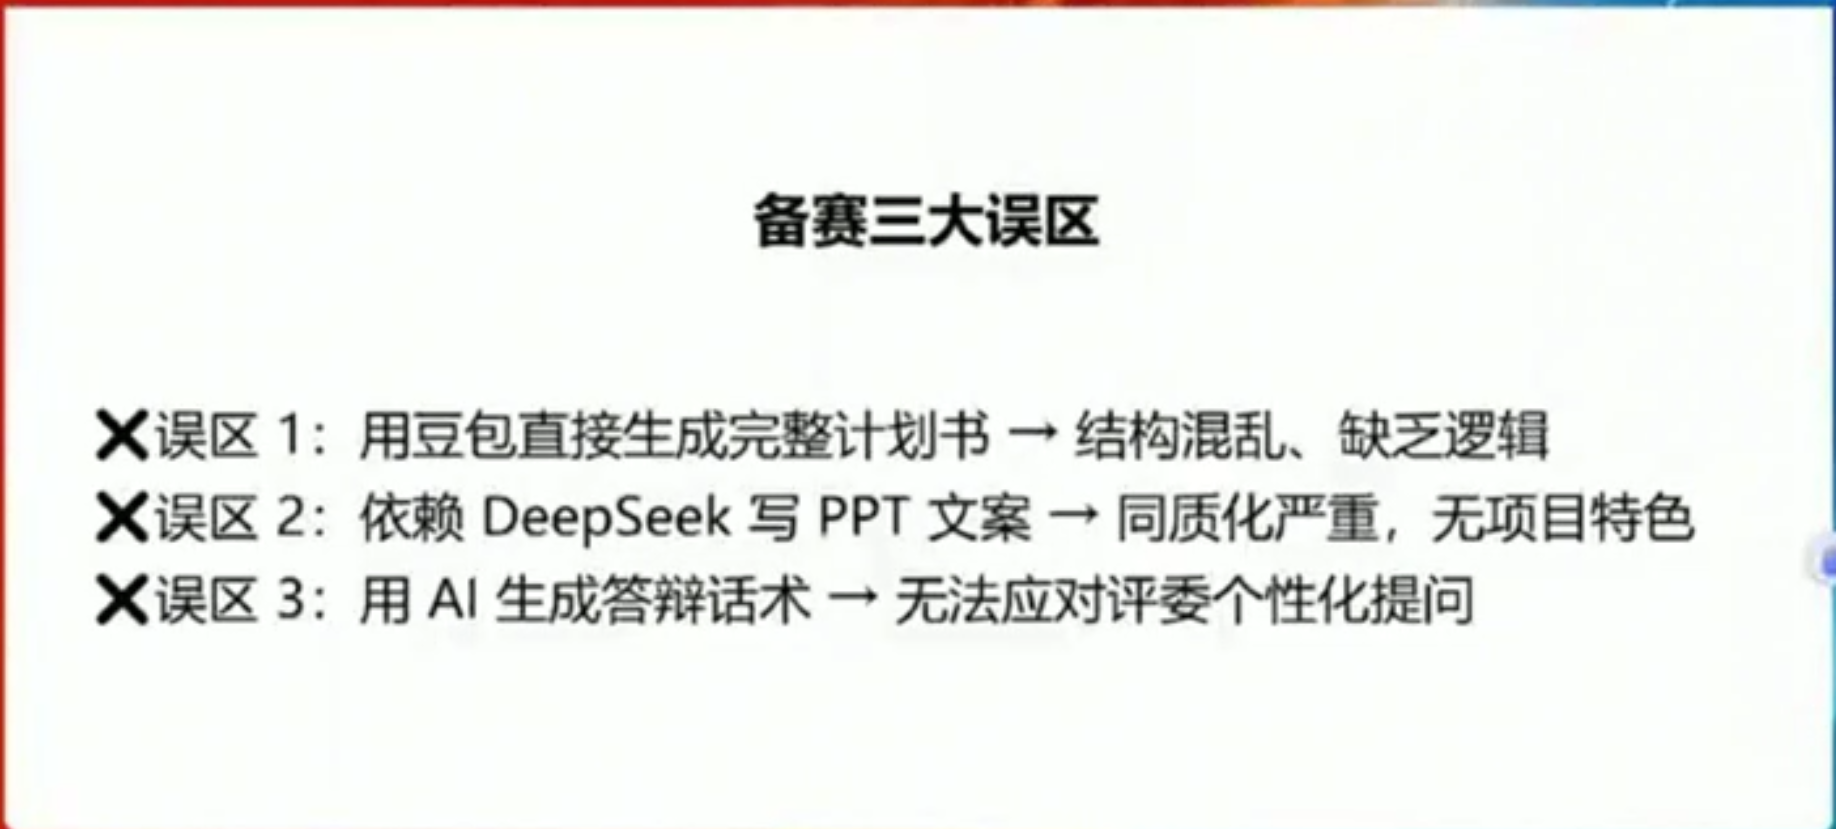 备赛三大误区
❌误区 1：用豆包直接生成完整计划书 → 结构混乱、缺乏逻辑
❌误区 2：依赖 DeepSeek 写 PPT 文案 → 同质化严重，无项目特色
❌误区 3：用 AI 生成答辩话术 → 无法应对评委个性化提问